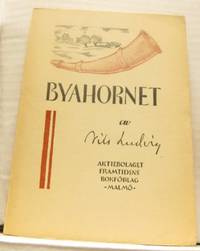 BYAHORNET
av
Nils Ludvig
AKTIEBOLAGET
FRAMTIDENS
BOKFÖRLAG
-MALMÖ-